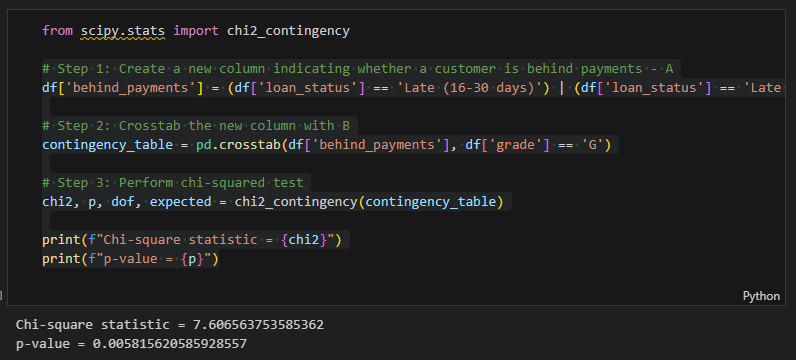 from scipy.stats import chi2_contingency
# Step 1: Create a new column indicating whether a customer is behind payments - A
df['behind_payments'] = (df['loan_status'] == 'Late (16-30 days)') | (df['loan_status'] == 'Late
# Step 2: Crosstab the new column with B
contingency_table = pd.crosstab(df['behind_payments'], df['grade'] == 'G')
# Step 3: Perform chi-squared test
chi2, p, dof, expected = chi2_contingency(contingency_table)
print(f"Chi-square statistic = {chi2}")
print(f"p-value = {p}")
Python
Chi-square statistic = 7.606563753585362
p-value = 0.005815620585928557